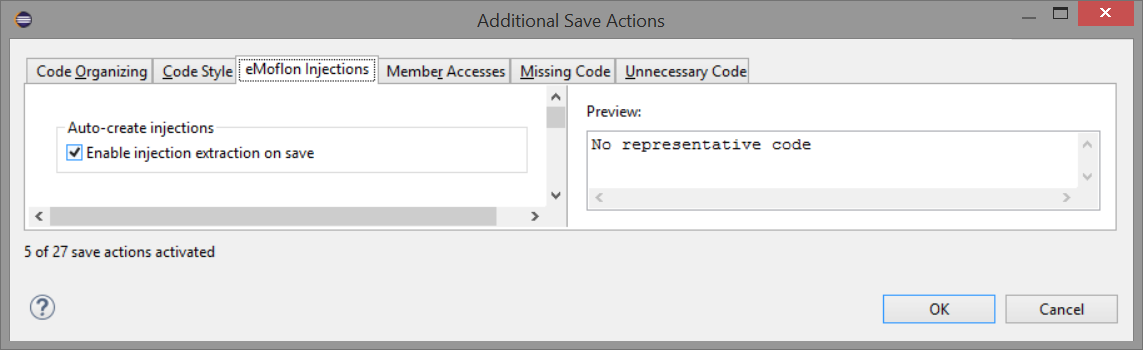 Additional Save Actions
Code Organizing Code Style eMoflon Injections Member Accesses Missing Code Unnecessary Code
Auto-create injections
Enable injection extraction on save
Preview:
No representative code
5 of 27 save actions activated
OK Cancel